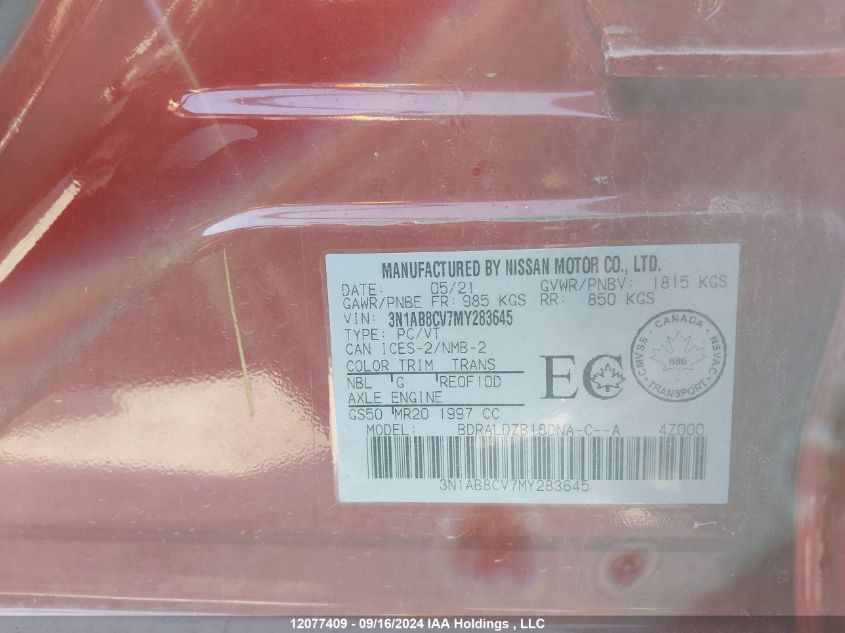 MANUFACTURED BY NISSAN MOTOR CO., LTD.
DATE: 05/21 GVWR/PNBV: 1815 KGS
GAWR/PNBE FR: 985 KGS RR: 850 KGS
VIN: 3N1AB8CV7MY283645
TYPE: PC/VT
CAN ICES-2/NMB-2
COLOR TRIM TRANS
NBL G RE0F10D
AXLE ENGINE
GS50 MR20 1997 CC
MODEL: BDRALDZB18DNA-C--A 4Z000
3N1AB8CV7MY283645
EC
CANADA
CMVSS 986 NSVAC
TRANSPORT
12077409 - 09/16/2024 IAA Holdings , LLC